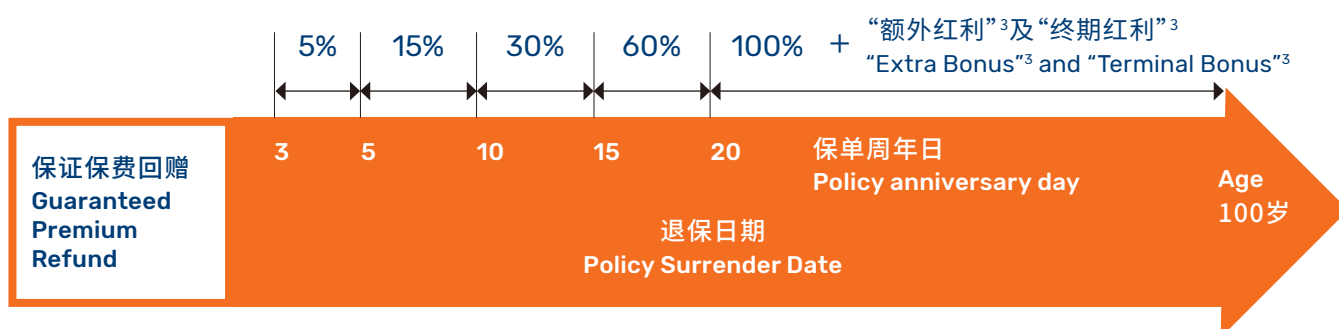 5%
15%
30%
60%
100%
+
“额外红利”³及“终期红利”³
“Extra Bonus”³ and “Terminal Bonus”³
保证保费回赠
Guaranteed
Premium
Refund
3
5
10
15
20
保单周年日
Policy anniversary day
退保日期
Policy Surrender Date
Age
100岁